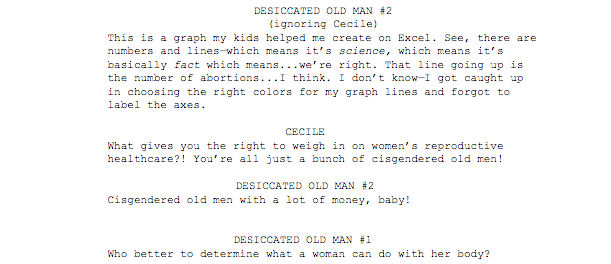 DESICCATED OLD MAN #2
(ignoring Cecile)
This is a graph my kids helped me create on Excel. See, there are
numbers and lines—which means it’s science, which means it’s
basically fact which means...we’re right. That line going up is
the number of abortions...I think. I don’t know—I got caught up
in choosing the right colors for my graph lines and forgot to
label the axes.
CECILE
What gives you the right to weigh in on women’s reproductive
healthcare?! You’re all just a bunch of cisgendered old men!
DESICCATED OLD MAN #2
Cisgendered old men with a lot of money, baby!
DESICCATED OLD MAN #1
Who better to determine what a woman can do with her body?